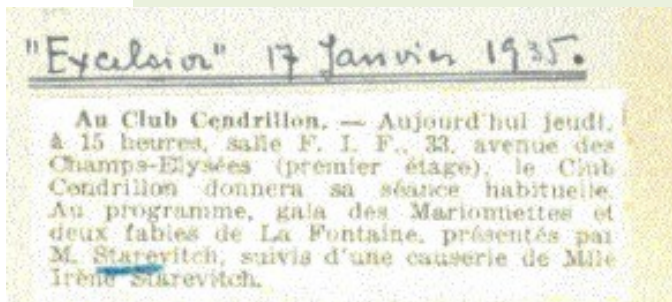 "Excelsior" 17 Janvier 1935.
Au Club Cendrillon. — Aujourd'hui jeudi,
à 15 heures, salle F. I. F., 33, avenue des
Champs-Elysées (premier étage), le Club
Cendrillon donnera sa séance habituelle.
Au programme, gala des Marionnettes et
deux fables de La Fontaine, présentés par
M. Starevitch, suivis d'une causerie de Mlle
Irène Starevitch.